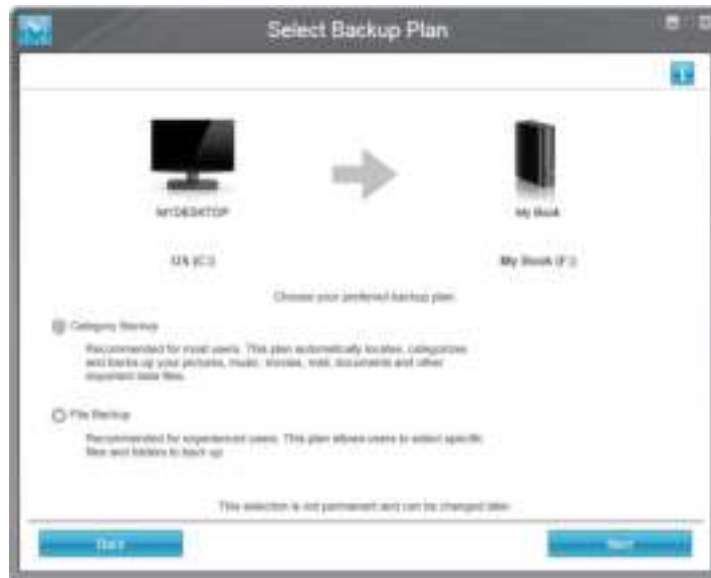 Select Backup Plan
MYDESKTOP
My Book
OS (C:)
My Book (F:)
Choose your preferred backup plan
Category Backup
Recommended for most users. This plan automatically locates, categorizes
and backs up your pictures, music, movies, mail, documents and other
important data files.
File Backup
Recommended for experienced users. This plan allows users to select specific
files and folders to back up
This selection is not permanent and can be changed later
Back
Next